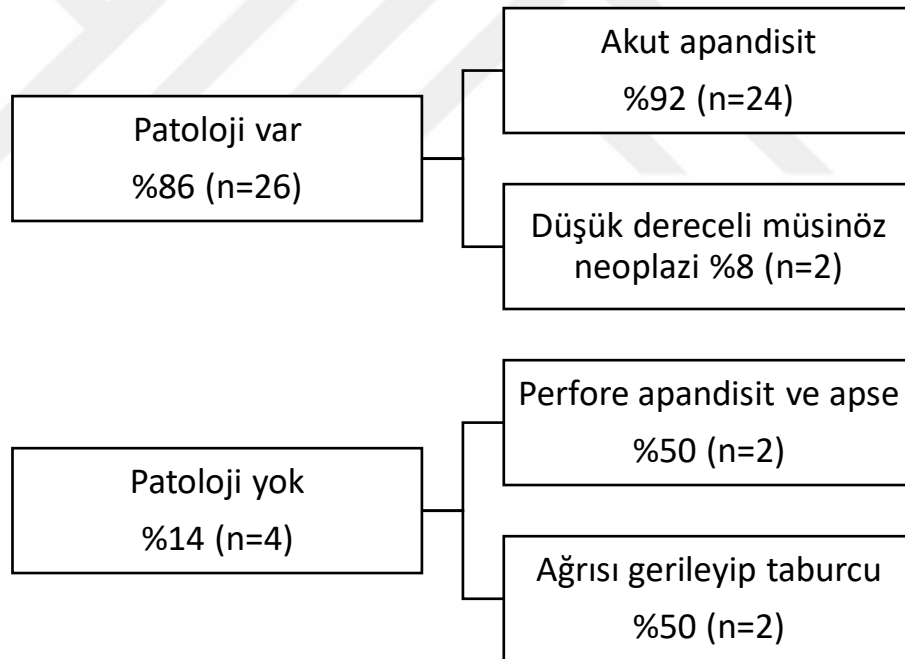 Patoloji var
%86 (n=26)
Akut apandisit
%92 (n=24)
Düşük dereceli müsinöz
neoplazi %8 (n=2)
Patoloji yok
%14 (n=4)
Perfore apandisit ve apse
%50 (n=2)
Ağrısı gerileyip taburcu
%50 (n=2)